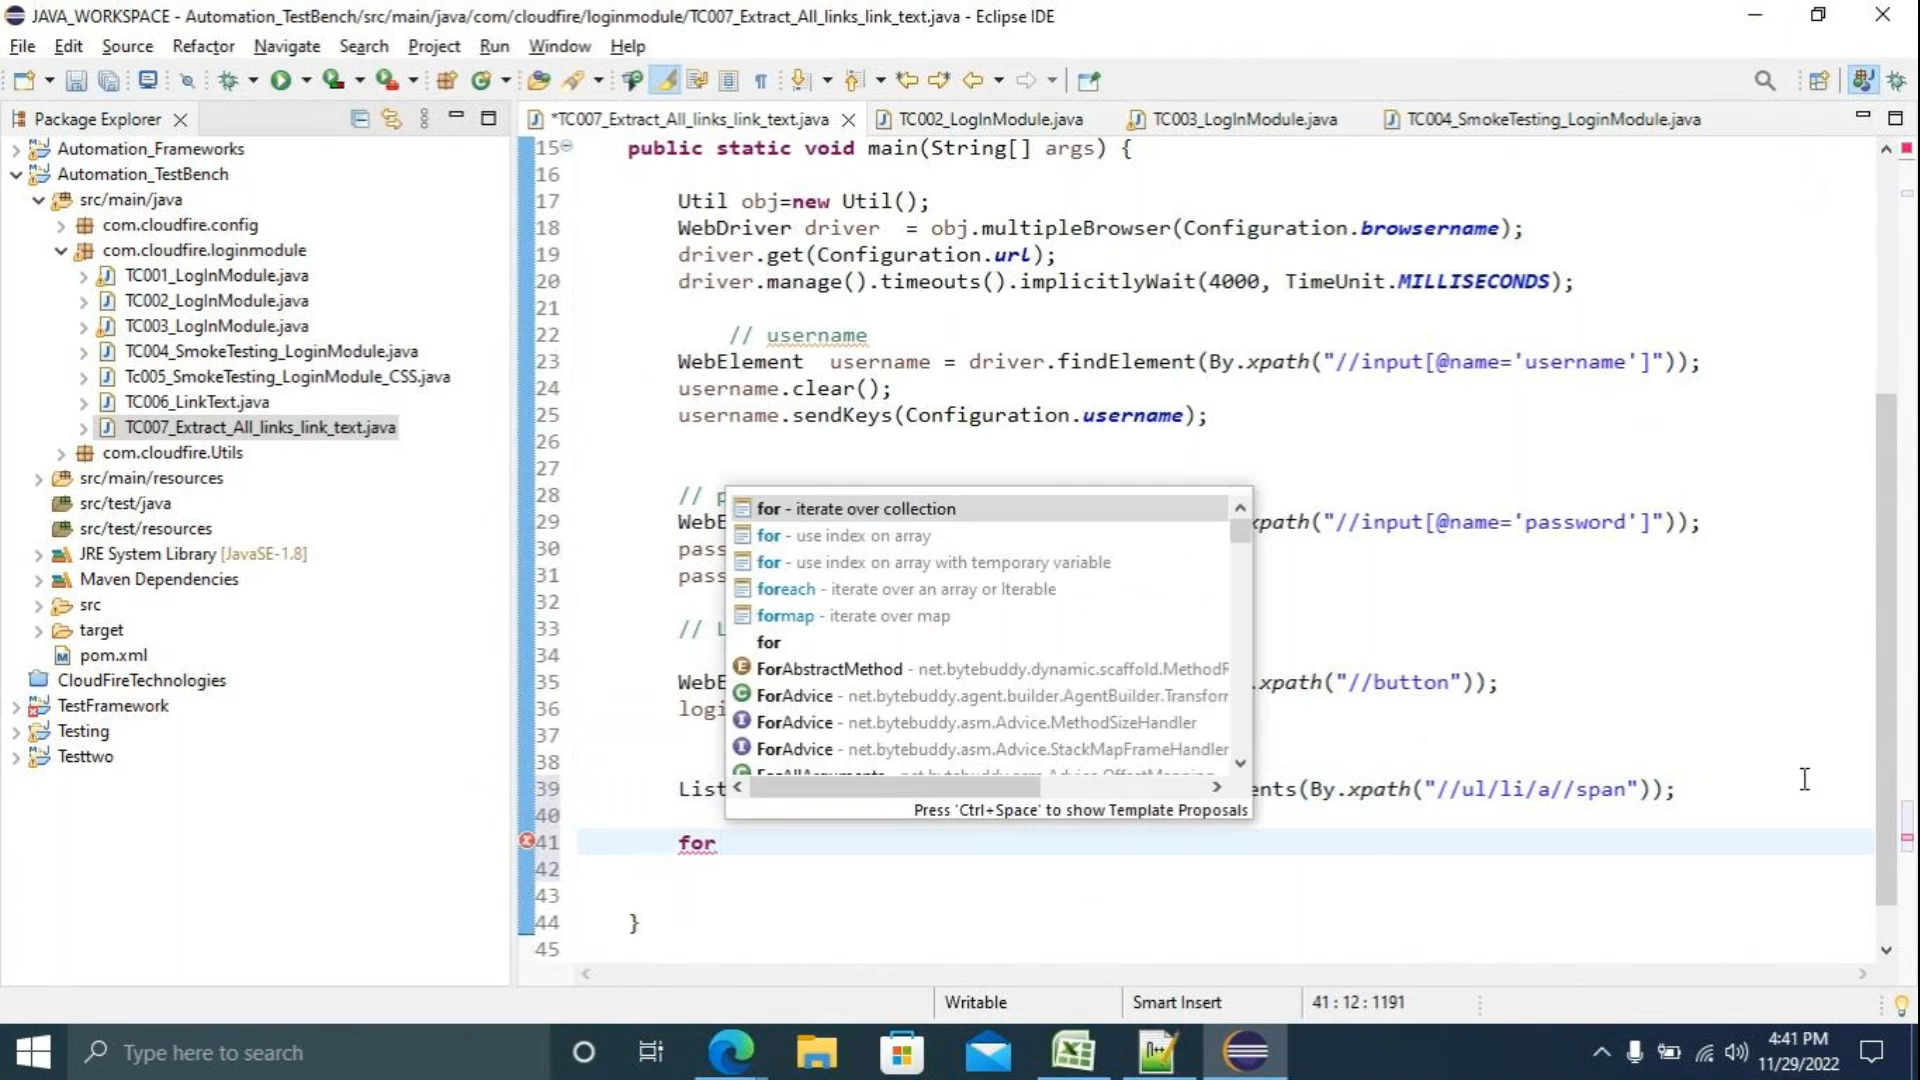 JAVA_WORKSPACE - Automation_TestBench/src/main/java/com/cloudfire/loginmodule/TC007_Extract_All_links_link_text.java - Eclipse IDE
File Edit Source Refactor Navigate Search Project Run Window Help
Package Explorer
*TC007_Extract_All_links_link_text.java TC002_LogInModule.java TC003_LogInModule.java TC004_SmokeTesting_LoginModule.java
Automation_Frameworks
Automation_TestBench
src/main/java
com.cloudfire.config
com.cloudfire.loginmodule
TC001_LogInModule.java
TC002_LogInModule.java
TC003_LogInModule.java
TC004_SmokeTesting_LoginModule.java
Tc005_SmokeTesting_LoginModule_CSS.java
TC006_LinkText.java
TC007_Extract_All_links_link_text.java
com.cloudfire.Utils
src/main/resources
src/test/java
src/test/resources
JRE System Library [JavaSE-1.8]
Maven Dependencies
src
target
pom.xml
CloudFireTechnologies
TestFramework
Testing
Testtwo
15 public static void main(String[] args) {
16
17 Util obj=new Util();
18 WebDriver driver = obj.multipleBrowser(Configuration.browsername);
19 driver.get(Configuration.url);
20 driver.manage().timeouts().implicitlyWait(4000, TimeUnit.MILLISECONDS);
21
22 // username
23 WebElement username = driver.findElement(By.xpath("//input[@name='username']"));
24 username.clear();
25 username.sendKeys(Configuration.username);
26
27
28 // p
29 WebE xpath("//input[@name='password']"));
30 pass
31 pass
32
33 // L
34
35 WebE .xpath("//button"));
36 logi
37
38
39 List ents(By.xpath("//ul/li/a//span"));
40
41 for
42
43
44 }
45
for - iterate over collection
for - use index on array
for - use index on array with temporary variable
foreach - iterate over an array or Iterable
formap - iterate over map
for
ForAbstractMethod - net.bytebuddy.dynamic.scaffold.MethodR
ForAdvice - net.bytebuddy.agent.builder.AgentBuilder.Transforr
ForAdvice - net.bytebuddy.asm.Advice.MethodSizeHandler
ForAdvice - net.bytebuddy.asm.Advice.StackMapFrameHandler
Press 'Ctrl+Space' to show Template Proposals
Writable Smart Insert 41 : 12 : 1191
Type here to search
4:41 PM
11/29/2022